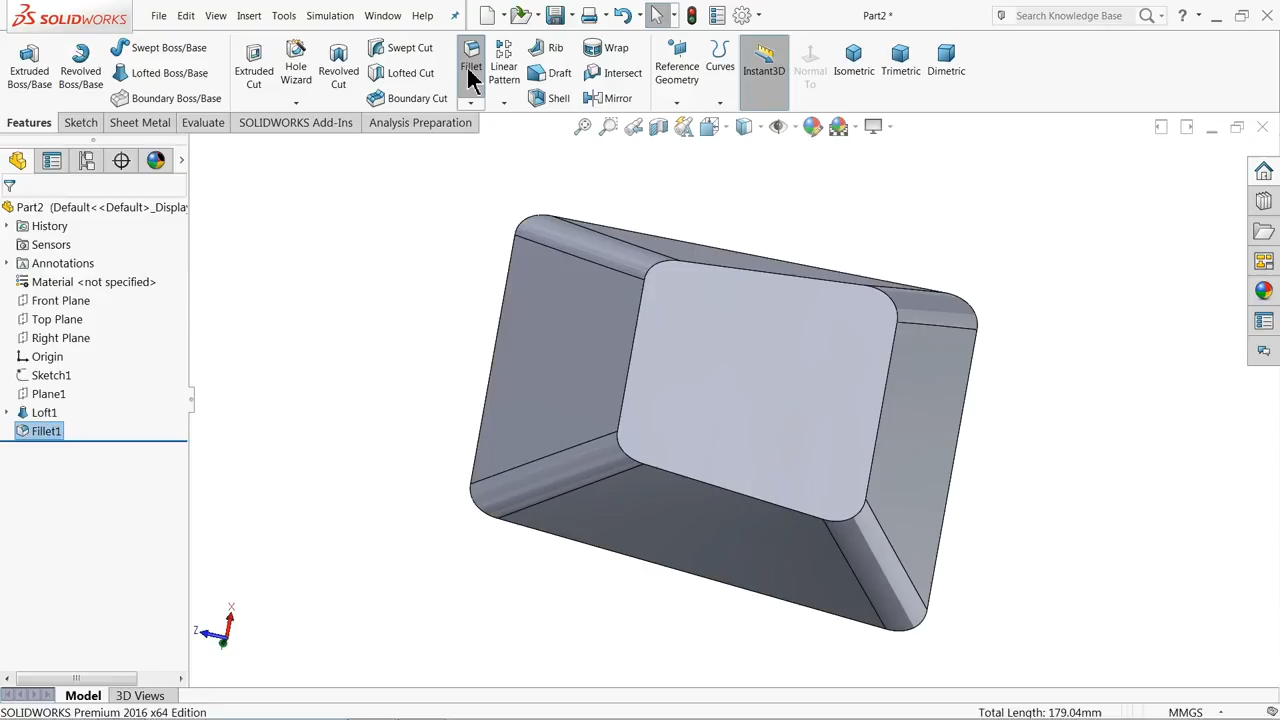 SOLIDWORKS
File Edit View Insert Tools Simulation Window Help
Part2 *
Search Knowledge Base
Extruded Boss/Base
Revolved Boss/Base
Swept Boss/Base
Lofted Boss/Base
Boundary Boss/Base
Extruded Cut
Hole Wizard
Revolved Cut
Swept Cut
Lofted Cut
Boundary Cut
Fillet
Linear Pattern
Rib
Draft
Shell
Wrap
Intersect
Mirror
Reference Geometry
Curves
Instant3D
Normal To
Isometric
Trimetric
Dimetric
Features Sketch Sheet Metal Evaluate SOLIDWORKS Add-Ins Analysis Preparation
Part2 (Default<<Default>_Display
History
Sensors
Annotations
Material <not specified>
Front Plane
Top Plane
Right Plane
Origin
Sketch1
Plane1
Loft1
Fillet1
X
Z
Model 3D Views
SOLIDWORKS Premium 2016 x64 Edition
Total Length: 179.04mm
MMGS